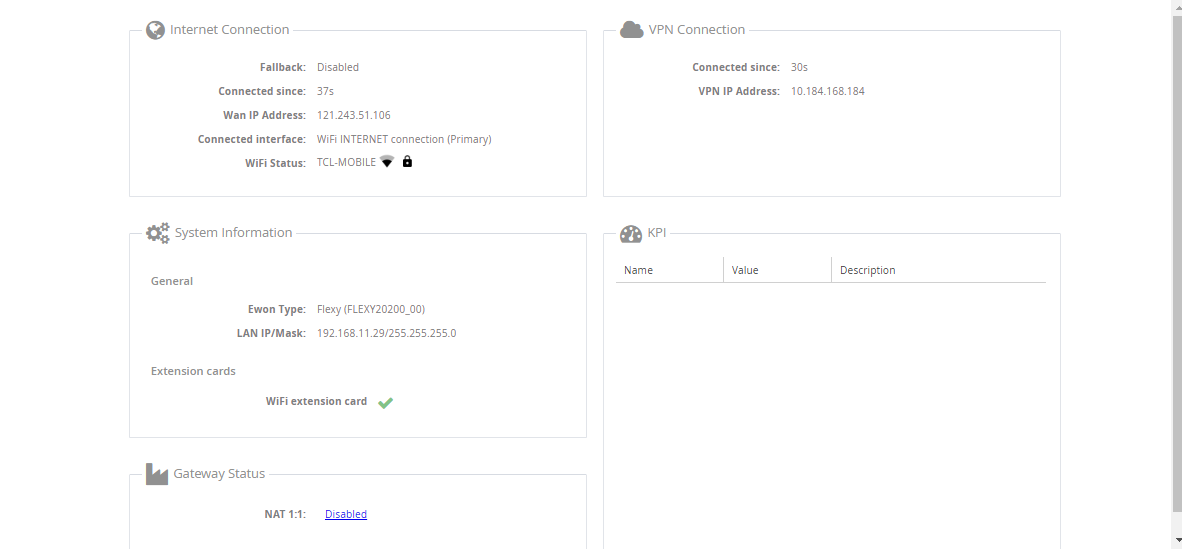 Internet Connection
Fallback: Disabled
Connected since: 37s
Wan IP Address: 121.243.51.106
Connected interface: WiFi INTERNET connection (Primary)
WiFi Status: TCL-MOBILE
VPN Connection
Connected since: 30s
VPN IP Address: 10.184.168.184
System Information
General
Ewon Type: Flexy (FLEXY20200_00)
LAN IP/Mask: 192.168.11.29/255.255.255.0
Extension cards
WiFi extension card
KPI
Name Value Description
Gateway Status
NAT 1:1: Disabled